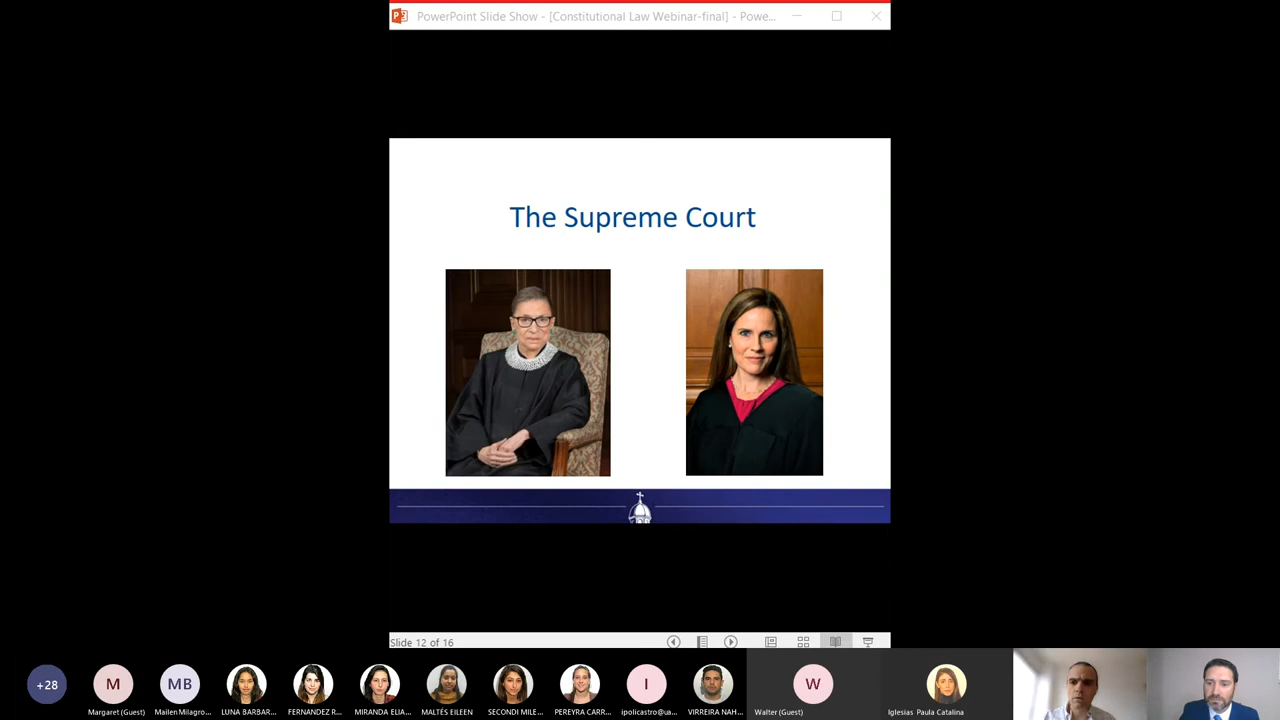 PowerPoint Slide Show - [Constitutional Law Webinar-final] - Powe...
The Supreme Court
Slide 12 of 16
+28
M
MB
I
W
Margaret (Guest)
Mailen Milagro...
LUNA BARBAR...
FERNANDEZ R...
MIRANDA ELIA...
MALTÉS EILEEN
SECONDI MILE...
PEREYRA CARR...
ipolicastro@ua...
VIRREIRA NAH...
Walter (Guest)
Iglesias Paula Catalina